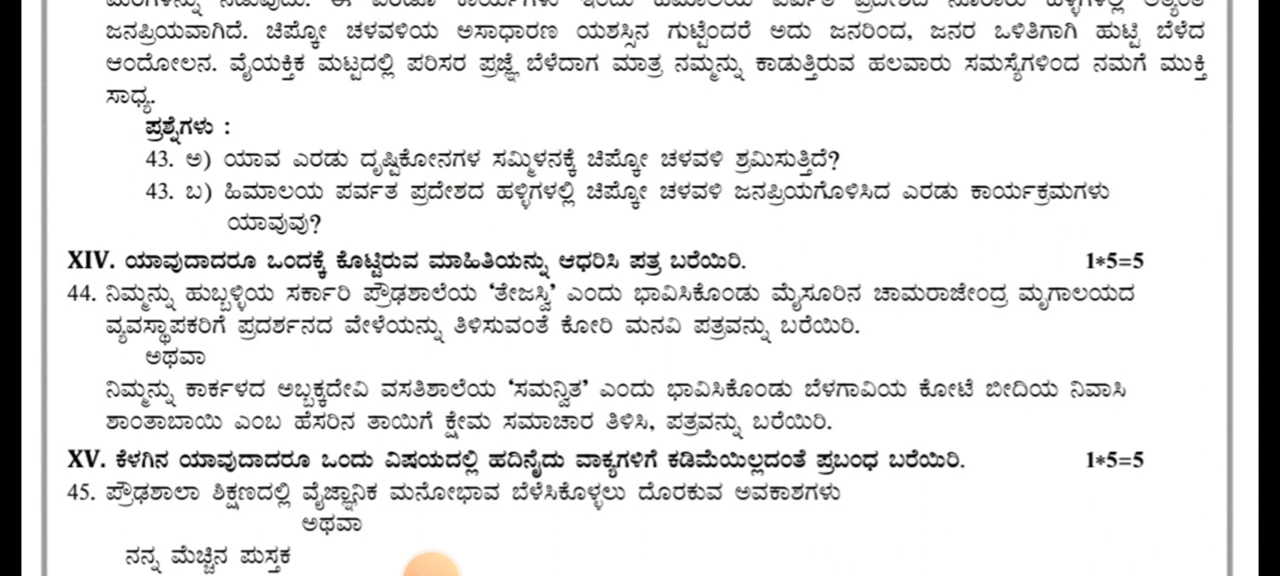 ಜನಪ್ರಿಯವಾಗಿದೆ. ಚಿಪ್ಕೋ ಚಳವಳಿಯ ಅಸಾಧಾರಣ ಯಶಸ್ಸಿನ ಗುಟ್ಟೆಂದರೆ ಅದು ಜನರಿಂದ, ಜನರ ಒಳಿತಿಗಾಗಿ ಹುಟ್ಟಿ ಬೆಳೆದ
ಆಂದೋಲನ. ವೈಯಕ್ತಿಕ ಮಟ್ಟದಲ್ಲಿ ಪರಿಸರ ಪ್ರಜ್ಞೆ ಬೆಳೆದಾಗ ಮಾತ್ರ ನಮ್ಮನ್ನು ಕಾಡುತ್ತಿರುವ ಹಲವಾರು ಸಮಸ್ಯೆಗಳಿಂದ ನಮಗೆ ಮುಕ್ತಿ
ಸಾಧ್ಯ.
ಪ್ರಶ್ನೆಗಳು :
43. ಅ) ಯಾವ ಎರಡು ದೃಷ್ಟಿಕೋನಗಳ ಸಮ್ಮಿಳನಕ್ಕೆ ಚಿಪ್ಕೋ ಚಳವಳಿ ಶ್ರಮಿಸುತ್ತಿದೆ?
43. ಬ) ಹಿಮಾಲಯ ಪರ್ವತ ಪ್ರದೇಶದ ಹಳ್ಳಿಗಳಲ್ಲಿ ಚಿಪ್ಕೋ ಚಳವಳಿ ಜನಪ್ರಿಯಗೊಳಿಸಿದ ಎರಡು ಕಾರ್ಯಕ್ರಮಗಳು
ಯಾವುವು?
XIV. ಯಾವುದಾದರೂ ಒಂದಕ್ಕೆ ಕೊಟ್ಟಿರುವ ಮಾಹಿತಿಯನ್ನು ಆಧರಿಸಿ ಪತ್ರ ಬರೆಯಿರಿ. 1*5=5
44. ನಿಮ್ಮನ್ನು ಹುಬ್ಬಳ್ಳಿಯ ಸರ್ಕಾರಿ ಪ್ರೌಢಶಾಲೆಯ ‘ತೇಜಸ್ವಿ’ ಎಂದು ಭಾವಿಸಿಕೊಂಡು ಮೈಸೂರಿನ ಚಾಮರಾಜೇಂದ್ರ ಮೃಗಾಲಯದ
ವ್ಯವಸ್ಥಾಪಕರಿಗೆ ಪ್ರದರ್ಶನದ ವೇಳೆಯನ್ನು ತಿಳಿಸುವಂತೆ ಕೋರಿ ಮನವಿ ಪತ್ರವನ್ನು ಬರೆಯಿರಿ.
ಅಥವಾ
ನಿಮ್ಮನ್ನು ಕಾರ್ಕಳದ ಅಬ್ಬಕ್ಕದೇವಿ ವಸತಿಶಾಲೆಯ ‘ಸಮನ್ವಿತ’ ಎಂದು ಭಾವಿಸಿಕೊಂಡು ಬೆಳಗಾವಿಯ ಕೋಟೆ ಬೀದಿಯ ನಿವಾಸಿ
ಶಾಂತಾಬಾಯಿ ಎಂಬ ಹೆಸರಿನ ತಾಯಿಗೆ ಕ್ಷೇಮ ಸಮಾಚಾರ ತಿಳಿಸಿ, ಪತ್ರವನ್ನು ಬರೆಯಿರಿ.
XV. ಕೆಳಗಿನ ಯಾವುದಾದರೂ ಒಂದು ವಿಷಯದಲ್ಲಿ ಹದಿನೈದು ವಾಕ್ಯಗಳಿಗೆ ಕಡಿಮೆಯಿಲ್ಲದಂತೆ ಪ್ರಬಂಧ ಬರೆಯಿರಿ. 1*5=5
45. ಪ್ರೌಢಶಾಲಾ ಶಿಕ್ಷಣದಲ್ಲಿ ವೈಜ್ಞಾನಿಕ ಮನೋಭಾವ ಬೆಳೆಸಿಕೊಳ್ಳಲು ದೊರಕುವ ಅವಕಾಶಗಳು
ಅಥವಾ
ನನ್ನ ಮೆಚ್ಚಿನ ಪುಸ್ತಕ